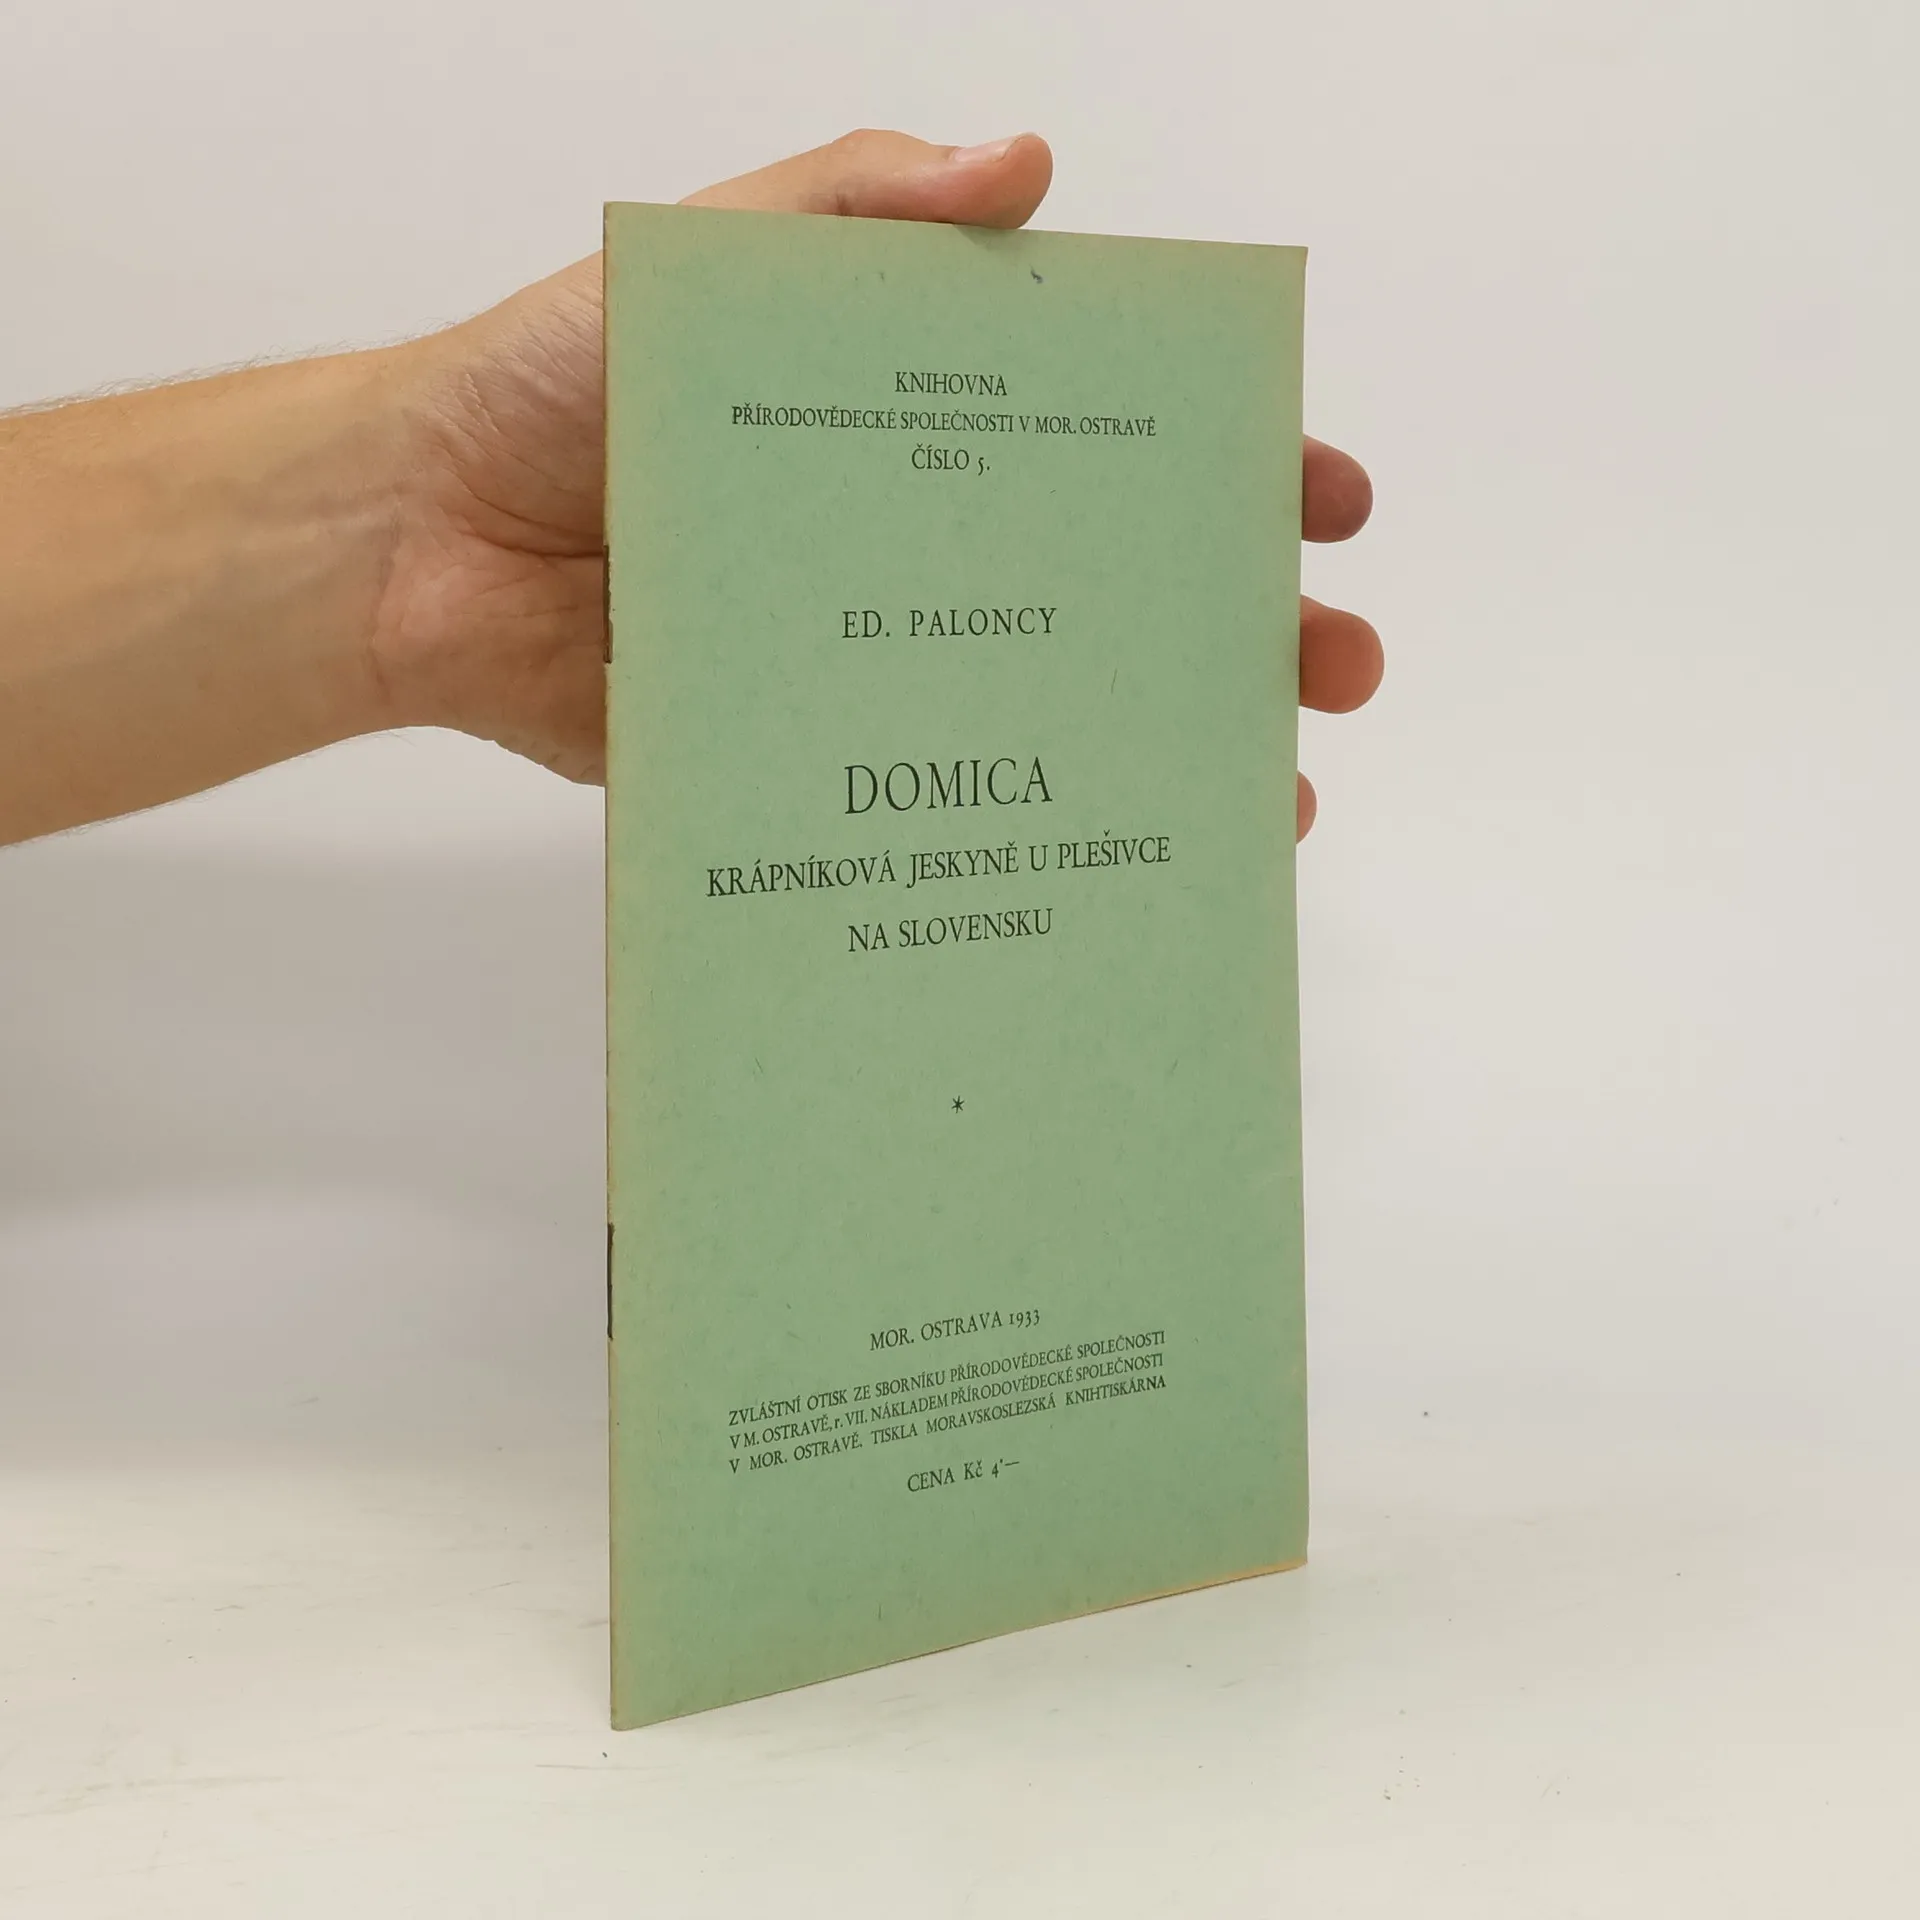 KNIHOVNA
PŘÍRODOVĚDECKÉ SPOLEČNOSTI V MOR. OSTRAVĚ
ČÍSLO 5.
ED. PALONCY
DOMICA
KRÁPNÍKOVÁ JESKYNĚ U PLEŠIVCE
NA SLOVENSKU
*
MOR. OSTRAVA 1933
ZVLÁŠTNÍ OTISK ZE SBORNÍKU PŘÍRODOVĚDECKÉ SPOLEČNOSTI
V M. OSTRAVĚ, r. VII. NÁKLADEM PŘÍRODOVĚDECKÉ SPOLEČNOSTI
V MOR. OSTRAVĚ. TISKLA MORAVSKOSLEZSKÁ KNIHTISKÁRNA
CENA Kč 4·—